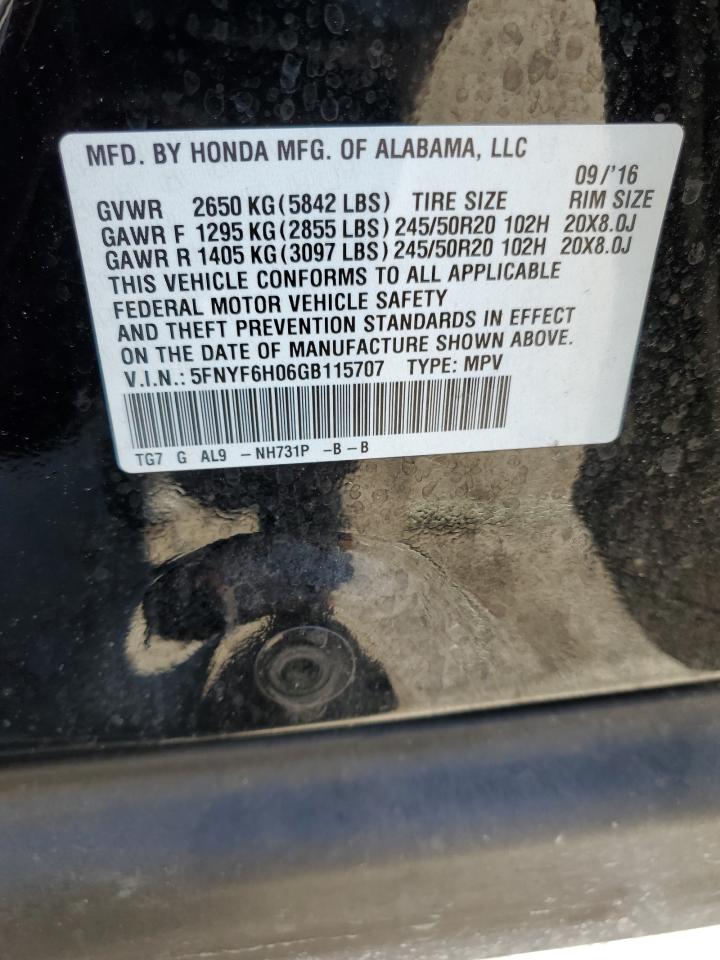 MFD. BY HONDA MFG. OF ALABAMA, LLC
09/'16
GVWR 2650 KG (5842 LBS) TIRE SIZE RIM SIZE
GAWR F 1295 KG (2855 LBS) 245/50R20 102H 20X8.0J
GAWR R 1405 KG (3097 LBS) 245/50R20 102H 20X8.0J
THIS VEHICLE CONFORMS TO ALL APPLICABLE
FEDERAL MOTOR VEHICLE SAFETY
AND THEFT PREVENTION STANDARDS IN EFFECT
ON THE DATE OF MANUFACTURE SHOWN ABOVE.
V.I.N.: 5FNYF6H06GB115707 TYPE: MPV
TG7 G AL9 -NH731P -B-B